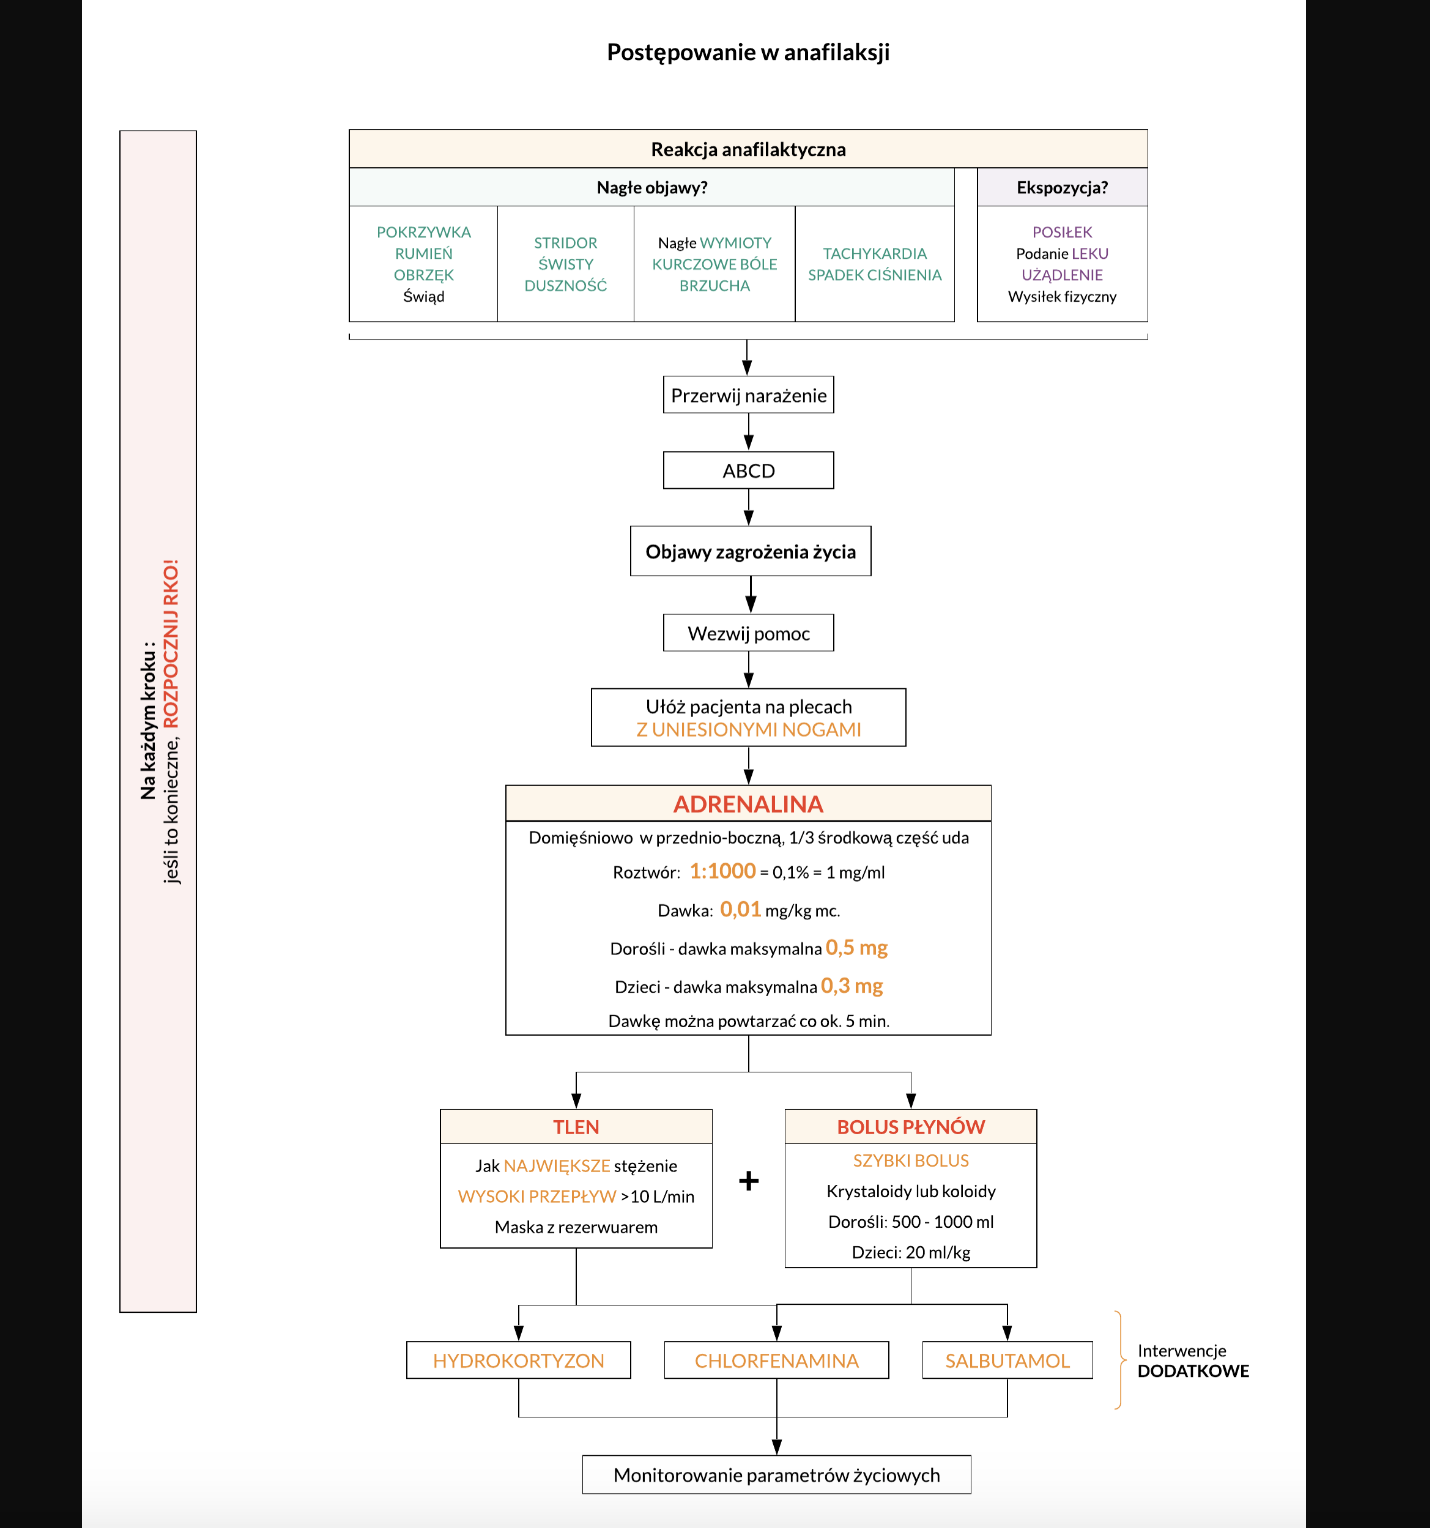 Postępowanie w anafilaksji
Reakcja anafilaktyczna
Nagłe objawy?
POKRZYWKA
RUMIEŃ
OBRZĘK
Świąd
STRIDOR
ŚWISTY
DUSZNOŚĆ
Nagłe WYMIOTY
KURCZOWE BÓLE
BRZUCHA
TACHYKARDIA
SPADEK CIŚNIENIA
Ekspozycja?
POSIŁEK
Podanie LEKU
UŻĄDLENIE
Wysiłek fizyczny
Przerwij narażenie
ABCD
Objawy zagrożenia życia
Wezwij pomoc
Ułóż pacjenta na plecach
Z UNIESIONYMI NOGAMI
Na każdym kroku :
jeśli to konieczne, ROZPOCZNIJ RKO!
ADRENALINA
Domięśniowo w przednio-boczną, 1/3 środkową część uda
Roztwór: 1:1000 = 0,1% = 1 mg/ml
Dawka: 0,01 mg/kg mc.
Dorośli - dawka maksymalna 0,5 mg
Dzieci - dawka maksymalna 0,3 mg
Dawkę można powtarzać co ok. 5 min.
TLEN
Jak NAJWIĘKSZE stężenie
WYSOKI PRZEPŁYW >10 L/min
Maska z rezerwuarem
+
BOLUS PŁYNÓW
SZYBKI BOLUS
Krystaloidy lub koloidy
Dorośli: 500 - 1000 ml
Dzieci: 20 ml/kg
HYDROKORTYZON
CHLORFENAMINA
SALBUTAMOL
Interwencje
DODATKOWE
Monitorowanie parametrów życiowych